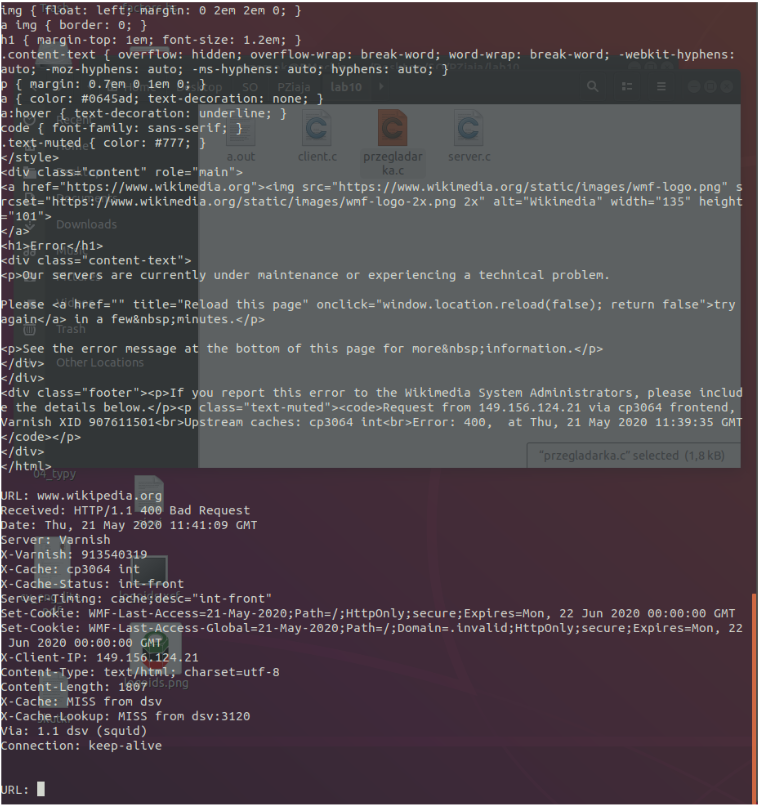 img { float: left; margin: 0 2em 2em 0; }
a img { border: 0; }
h1 { margin-top: 1em; font-size: 1.2em; }
.content-text { overflow: hidden; overflow-wrap: break-word; word-wrap: break-word; -webkit-hyphens:
auto; -moz-hyphens: auto; -ms-hyphens: auto; hyphens: auto; }
p { margin: 0.7em 0 1em 0; }
a { color: #0645ad; text-decoration: none; }
a:hover { text-decoration: underline; }
code { font-family: sans-serif; }
.text-muted { color: #777; }
</style>
<div class="content" role="main">
<a href="https://www.wikimedia.org"><img src="https://www.wikimedia.org/static/images/wmf-logo.png" s
rcset="https://www.wikimedia.org/static/images/wmf-logo-2x.png 2x" alt="Wikimedia" width="135" height
="101">
</a>
<h1>Error</h1>
<div class="content-text">
<p>Our servers are currently under maintenance or experiencing a technical problem.
Please <a href="" title="Reload this page" onclick="window.location.reload(false); return false">try
again</a> in a few&nbsp;minutes.</p>
<p>See the error message at the bottom of this page for more&nbsp;information.</p>
</div>
</div>
<div class="footer"><p>If you report this error to the Wikimedia System Administrators, please includ
e the details below.</p><p class="text-muted"><code>Request from 149.156.124.21 via cp3064 frontend,
Varnish XID 907611501<br>Upstream caches: cp3064 int<br>Error: 400,  at Thu, 21 May 2020 11:39:35 GMT
</code></p>
</div>
</html>
URL: www.wikipedia.org
Received: HTTP/1.1 400 Bad Request
Date: Thu, 21 May 2020 11:41:09 GMT
Server: Varnish
X-Varnish: 913540319
X-Cache: cp3064 int
X-Cache-Status: int-front
Server-Timing: cache;desc="int-front"
Set-Cookie: WMF-Last-Access=21-May-2020;Path=/;HttpOnly;secure;Expires=Mon, 22 Jun 2020 00:00:00 GMT
Set-Cookie: WMF-Last-Access-Global=21-May-2020;Path=/;Domain=.invalid;HttpOnly;secure;Expires=Mon, 22
Jun 2020 00:00:00 GMT
X-Client-IP: 149.156.124.21
Content-Type: text/html; charset=utf-8
Content-Length: 1807
X-Cache: MISS from dsv
X-Cache-Lookup: MISS from dsv:3120
Via: 1.1 dsv (squid)
Connection: keep-alive
URL:
SO PZiaja lab10
a.out client.c przegladar
ka.c server.c
Downloads
Trash
Other Locations
"przegladarka.c" selected (1,8 kB)
04_typy